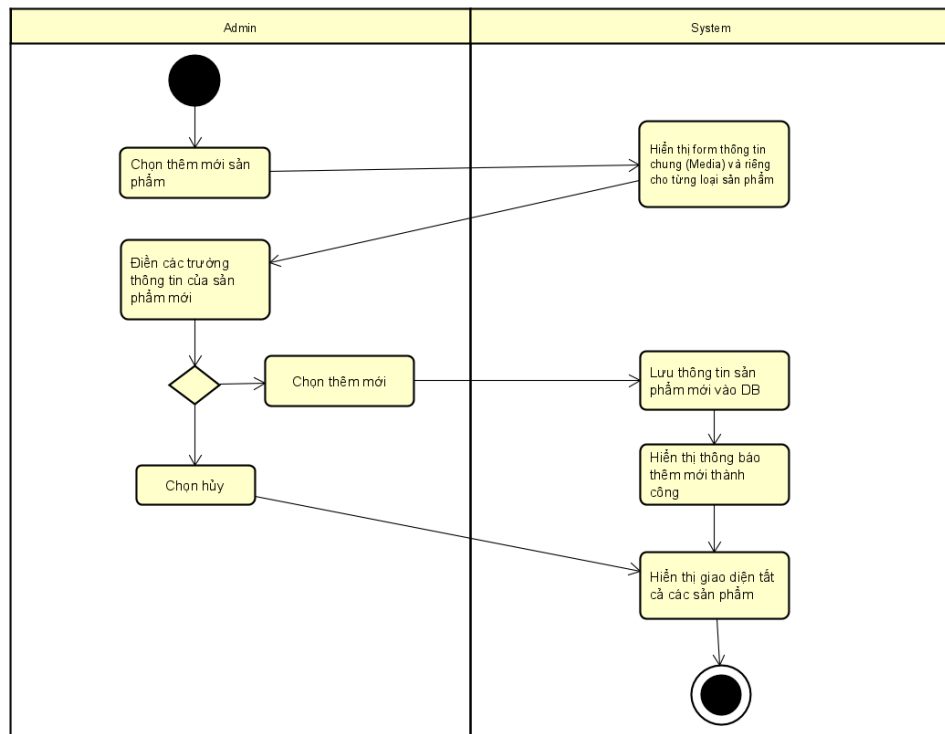 Admin
System
Chọn thêm mới sản
phẩm
Hiển thị form thông tin
chung (Media) và riêng
cho từng loại sản phẩm
Điền các trường
thông tin của sản
phẩm mới
Chọn thêm mới
Lưu thông tin sản
phẩm mới vào DB
Hiển thị thông báo
thêm mới thành
công
Chọn hủy
Hiển thị giao diện tất
cả các sản phẩm